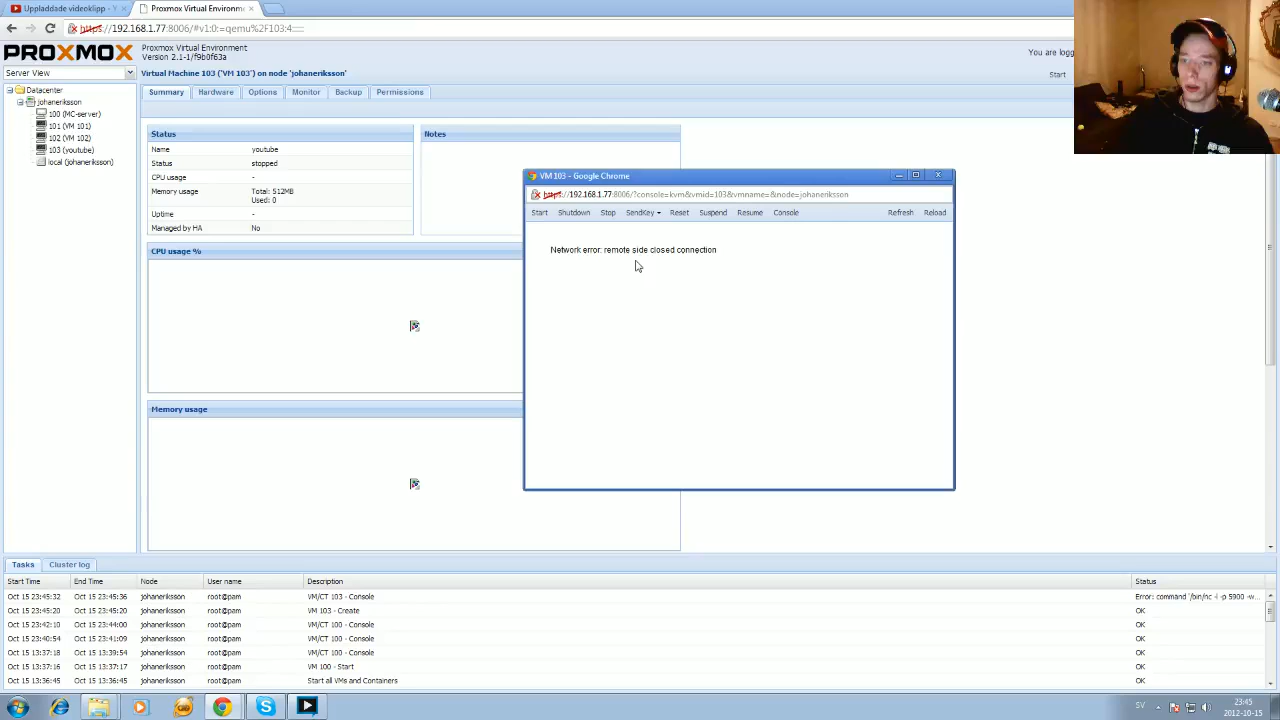 Uppladdade videoklipp - Y
Proxmox Virtual Environm
https://192.168.1.77:8006/#v1:0:=qemu%2F103:4:::::
PROXMOX
Proxmox Virtual Environment
Version 2.1-1/f9b0f63a
You are logg
Server View
Virtual Machine 103 ('VM 103') on node 'johaneriksson'
Start
Datacenter
johaneriksson
100 (MC-server)
101 (VM 101)
102 (VM 102)
103 (youtube)
local (johaneriksson)
Summary
Hardware
Options
Monitor
Backup
Permissions
Status
Notes
Name youtube
Status stopped
CPU usage -
Memory usage Total: 512MB
Used: 0
Uptime -
Managed by HA No
CPU usage %
Memory usage
VM 103 - Google Chrome
https://192.168.1.77:8006/?console=kvm&vmid=103&vmname=&node=johaneriksson
Start Shutdown Stop SendKey Reset Suspend Resume Console Refresh Reload
Network error: remote side closed connection
Tasks Cluster log
Start Time End Time Node User name Description Status
Oct 15 23:45:32 Oct 15 23:45:36 johaneriksson root@pam VM/CT 103 - Console Error: command '/bin/nc -l -p 5900 -w...
Oct 15 23:45:20 Oct 15 23:45:20 johaneriksson root@pam VM 103 - Create OK
Oct 15 23:42:10 Oct 15 23:44:00 johaneriksson root@pam VM/CT 100 - Console OK
Oct 15 23:40:54 Oct 15 23:41:09 johaneriksson root@pam VM/CT 100 - Console OK
Oct 15 13:37:18 Oct 15 13:39:54 johaneriksson root@pam VM/CT 100 - Console OK
Oct 15 13:37:16 Oct 15 13:37:17 johaneriksson root@pam VM 100 - Start OK
Oct 15 13:36:45 Oct 15 13:36:45 johaneriksson root@pam Start all VMs and Containers OK
SV
23:45
2012-10-15